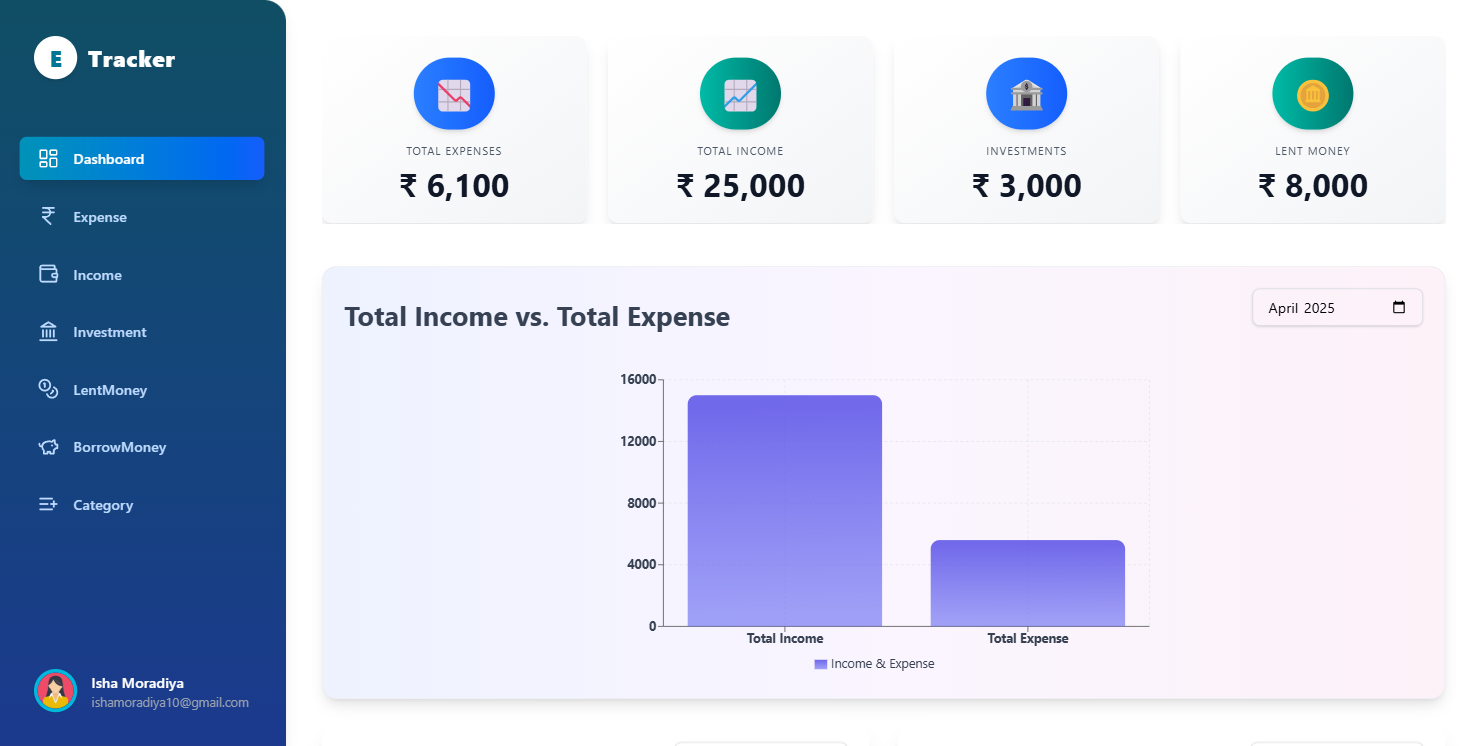 E Tracker
Dashboard
Expense
Income
Investment
LentMoney
BorrowMoney
Category
Isha Moradiya
ishamoradiya10@gmail.com
TOTAL EXPENSES
₹ 6,100
TOTAL INCOME
₹ 25,000
INVESTMENTS
₹ 3,000
LENT MONEY
₹ 8,000
Total Income vs. Total Expense
April 2025
16000
12000
8000
4000
0
Total Income
Total Expense
Income & Expense